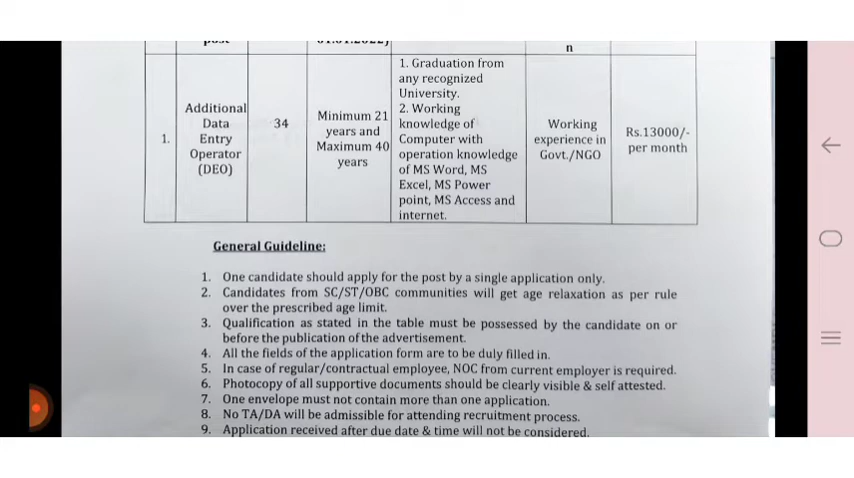 n
1.
Additional
Data
Entry
Operator
(DEO)
34
Minimum 21
years and
Maximum 40
years
1. Graduation from
any recognized
University.
2. Working
knowledge of
Computer with
operation knowledge
of MS Word, MS
Excel, MS Power
point, MS Access and
internet.
Working
experience in
Govt./NGO
Rs.13000/-
per month
General Guideline:
1. One candidate should apply for the post by a single application only.
2. Candidates from SC/ST/OBC communities will get age relaxation as per rule
over the prescribed age limit.
3. Qualification as stated in the table must be possessed by the candidate on or
before the publication of the advertisement.
4. All the fields of the application form are to be duly filled in.
5. In case of regular/contractual employee, NOC from current employer is required.
6. Photocopy of all supportive documents should be clearly visible & self attested.
7. One envelope must not contain more than one application.
8. No TA/DA will be admissible for attending recruitment process.
9. Application received after due date & time will not be considered.